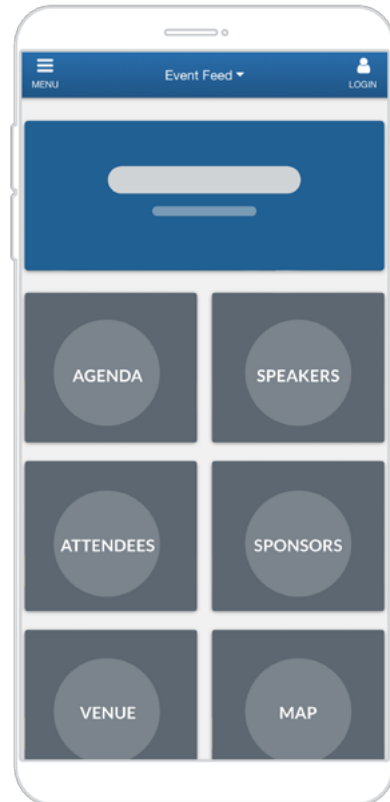 MENU
Event Feed
LOGIN
AGENDA
SPEAKERS
ATTENDEES
SPONSORS
VENUE
MAP